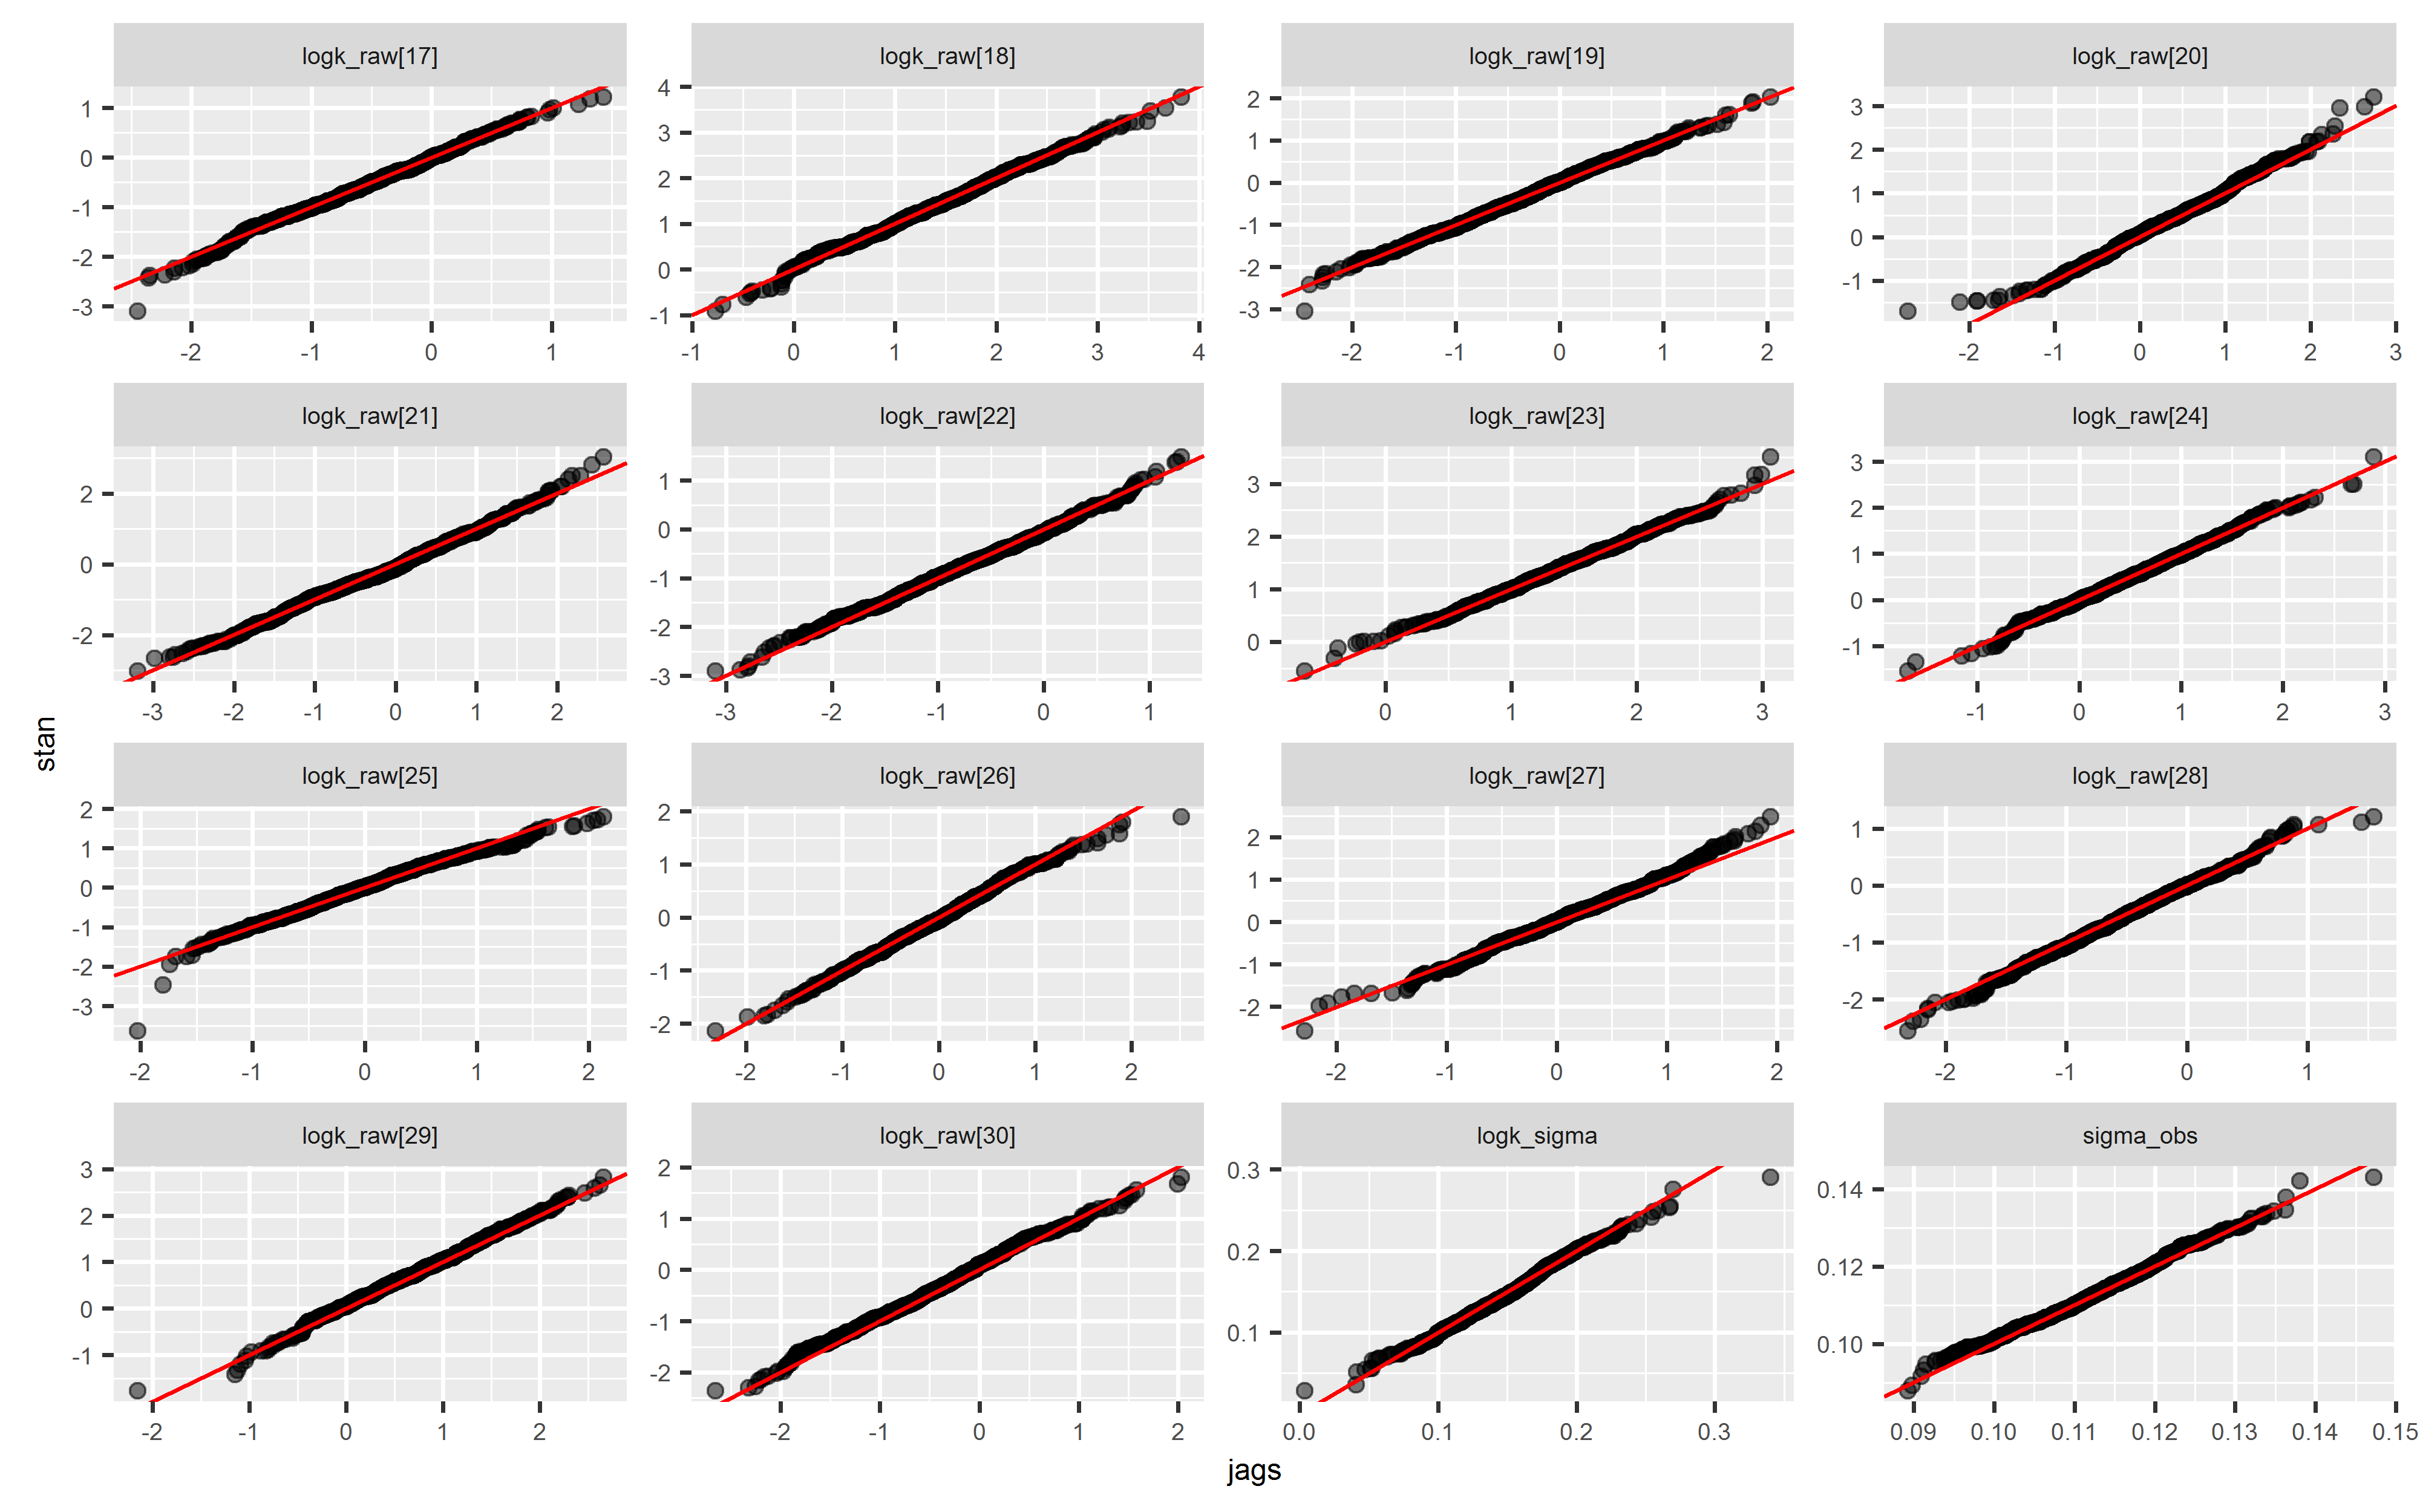 logk_raw[17] logk_raw[18] logk_raw[19] logk_raw[20]
1 0 -1 -2 -3
4 3 2 1 0 -1
2 1 0 -1 -2 -3
3 2 1 0 -1
-2 -1 0 1
-1 0 1 2 3 4
-2 -1 0 1 2
-2 -1 0 1 2 3
logk_raw[21] logk_raw[22] logk_raw[23] logk_raw[24]
2 0 -2
1 0 -1 -2 -3
3 2 1 0
3 2 1 0 -1
-3 -2 -1 0 1 2
-3 -2 -1 0 1
0 1 2 3
-1 0 1 2 3
stan
logk_raw[25] logk_raw[26] logk_raw[27] logk_raw[28]
2 1 0 -1 -2 -3
2 1 0 -1 -2
2 1 0 -1 -2
1 0 -1 -2
-2 -1 0 1 2
-2 -1 0 1 2
-2 -1 0 1 2
-2 -1 0 1
logk_raw[29] logk_raw[30] logk_sigma sigma_obs
3 2 1 0 -1
2 1 0 -1 -2
0.3 0.2 0.1
0.14 0.12 0.10
-2 -1 0 1 2
-2 -1 0 1 2
0.0 0.1 0.2 0.3
0.09 0.10 0.11 0.12 0.13 0.14 0.15
jags